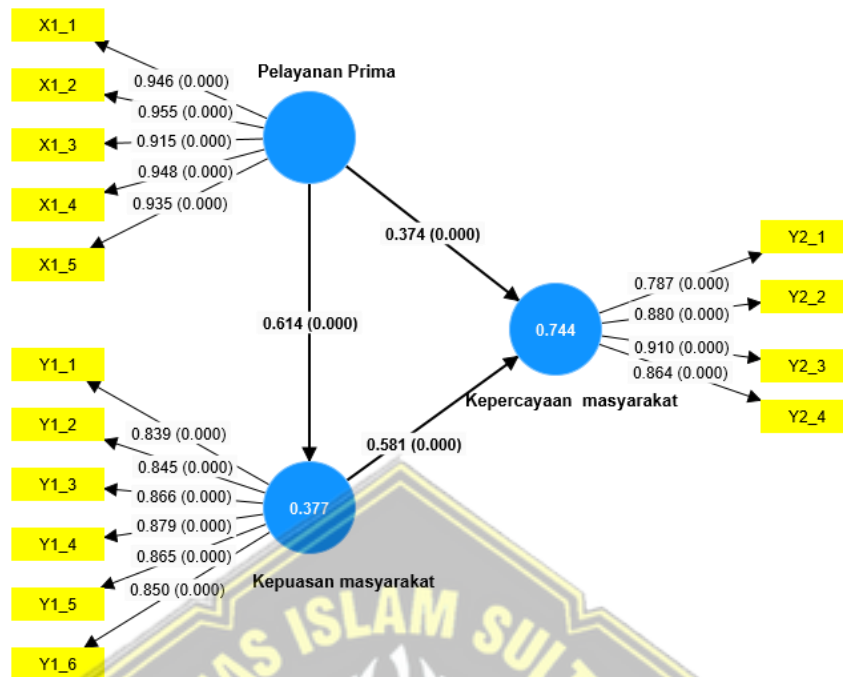 X1_1
X1_2
X1_3
X1_4
X1_5
0.946 (0.000)
0.955 (0.000)
0.915 (0.000)
0.948 (0.000)
0.935 (0.000)
Pelayanan Prima
0.374 (0.000)
0.614 (0.000)
0.744
Kepercayaan masyarakat
0.787 (0.000)
0.880 (0.000)
0.910 (0.000)
0.864 (0.000)
Y2_1
Y2_2
Y2_3
Y2_4
Y1_1
Y1_2
Y1_3
Y1_4
Y1_5
Y1_6
0.839 (0.000)
0.845 (0.000)
0.866 (0.000)
0.879 (0.000)
0.865 (0.000)
0.850 (0.000)
0.581 (0.000)
0.377
Kepuasan masyarakat
ISLAM